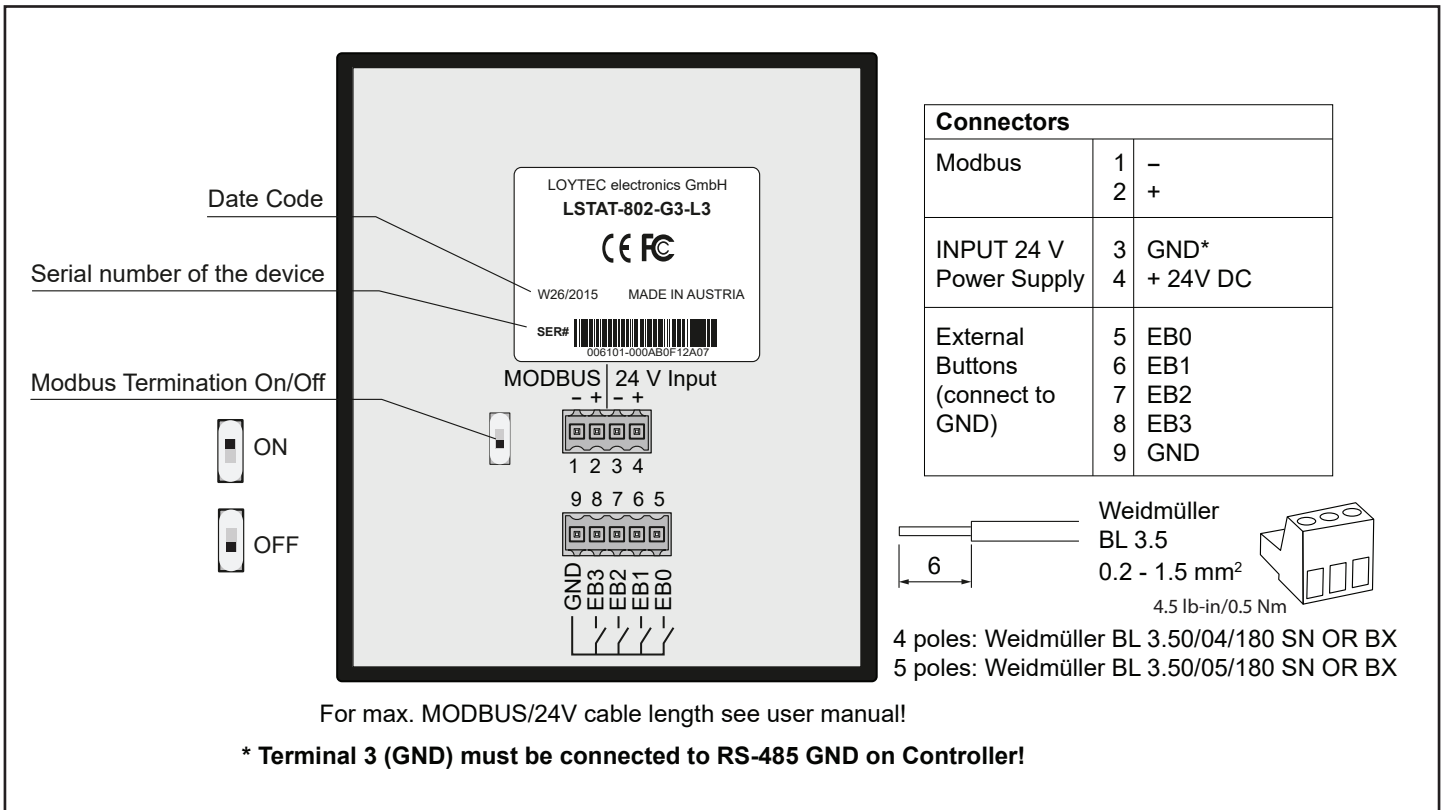 Date Code
Serial number of the device
Modbus Termination On/Off
ON
OFF
LOYTEC electronics GmbH
LSTAT-802-G3-L3
CE FC
W26/2015 MADE IN AUSTRIA
SER#
006101-000AB0F12A07
MODBUS 24 V Input
– + – +
1 2 3 4
9 8 7 6 5
GND EB3 EB2 EB1 EB0
Connectors
Modbus 1 –
2 +
INPUT 24 V 3 GND*
Power Supply 4 + 24V DC
External 5 EB0
Buttons 6 EB1
(connect to 7 EB2
GND) 8 EB3
9 GND
6
Weidmüller
BL 3.5
0.2 - 1.5 mm²
4.5 lb-in/0.5 Nm
4 poles: Weidmüller BL 3.50/04/180 SN OR BX
5 poles: Weidmüller BL 3.50/05/180 SN OR BX
For max. MODBUS/24V cable length see user manual!
* Terminal 3 (GND) must be connected to RS-485 GND on Controller!